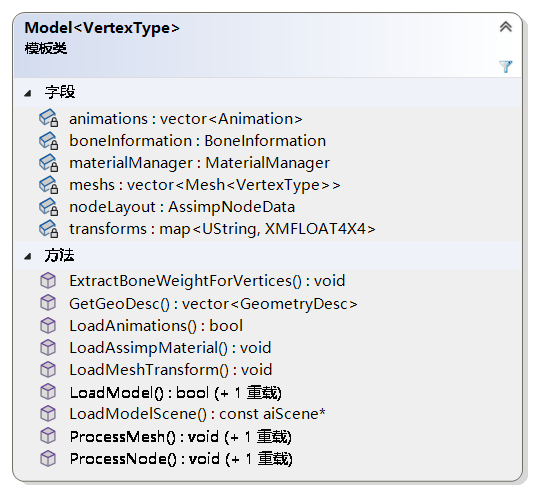 Model<VertexType>
模板类
字段
animations : vector<Animation>
boneInformation : BoneInformation
materialManager : MaterialManager
meshs : vector<Mesh<VertexType>>
nodeLayout : AssimpNodeData
transforms : map<UString, XMFLOAT4X4>
方法
ExtractBoneWeightForVertices() : void
GetGeoDesc() : vector<GeometryDesc>
LoadAnimations() : bool
LoadAssimpMaterial() : void
LoadMeshTransform() : void
LoadModel() : bool (+ 1 重载)
LoadModelScene() : const aiScene*
ProcessMesh() : void (+ 1 重载)
ProcessNode() : void (+ 1 重载)